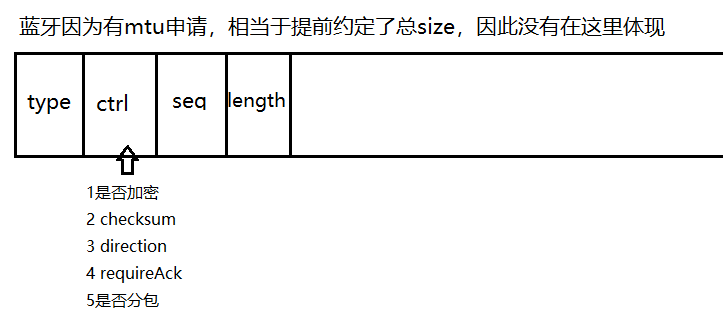 蓝牙因为有mtu申请，相当于提前约定了总size，因此没有在这里体现
type ctrl seq length
1是否加密
2 checksum
3 direction
4 requireAck
5是否分包